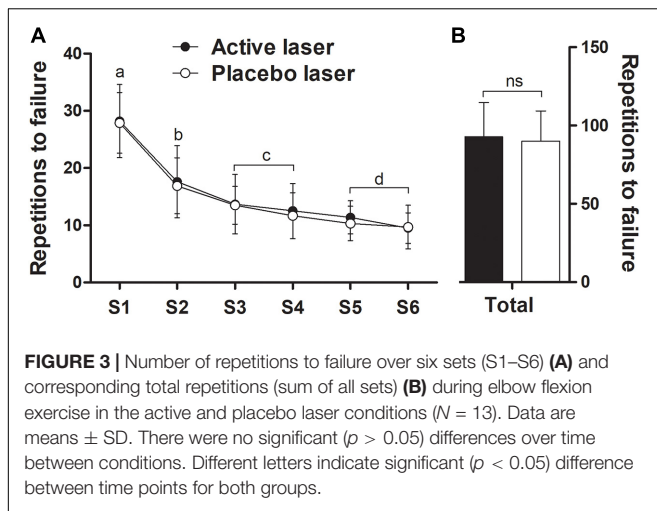 A
B
Active laser
Placebo laser
Repetitions to failure
40
30
20
10
0
a
b
c
d
S1 S2 S3 S4 S5 S6
ns
150
100
50
0
Repetitions to failure
Total
FIGURE 3 | Number of repetitions to failure over six sets (S1–S6) (A) and
corresponding total repetitions (sum of all sets) (B) during elbow flexion
exercise in the active and placebo laser conditions (N = 13). Data are
means ± SD. There were no significant (p > 0.05) differences over time
between conditions. Different letters indicate significant (p < 0.05) difference
between time points for both groups.